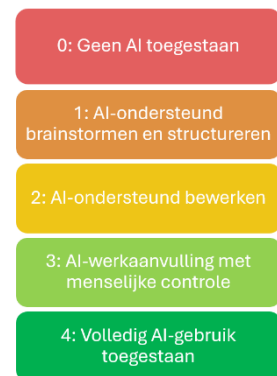 0: Geen AI toegestaan
1: AI-ondersteund
brainstormen en structureren
2: AI-ondersteund bewerken
3: AI-werkaanvulling met
menselijke controle
4: Volledig AI-gebruik
toegestaan